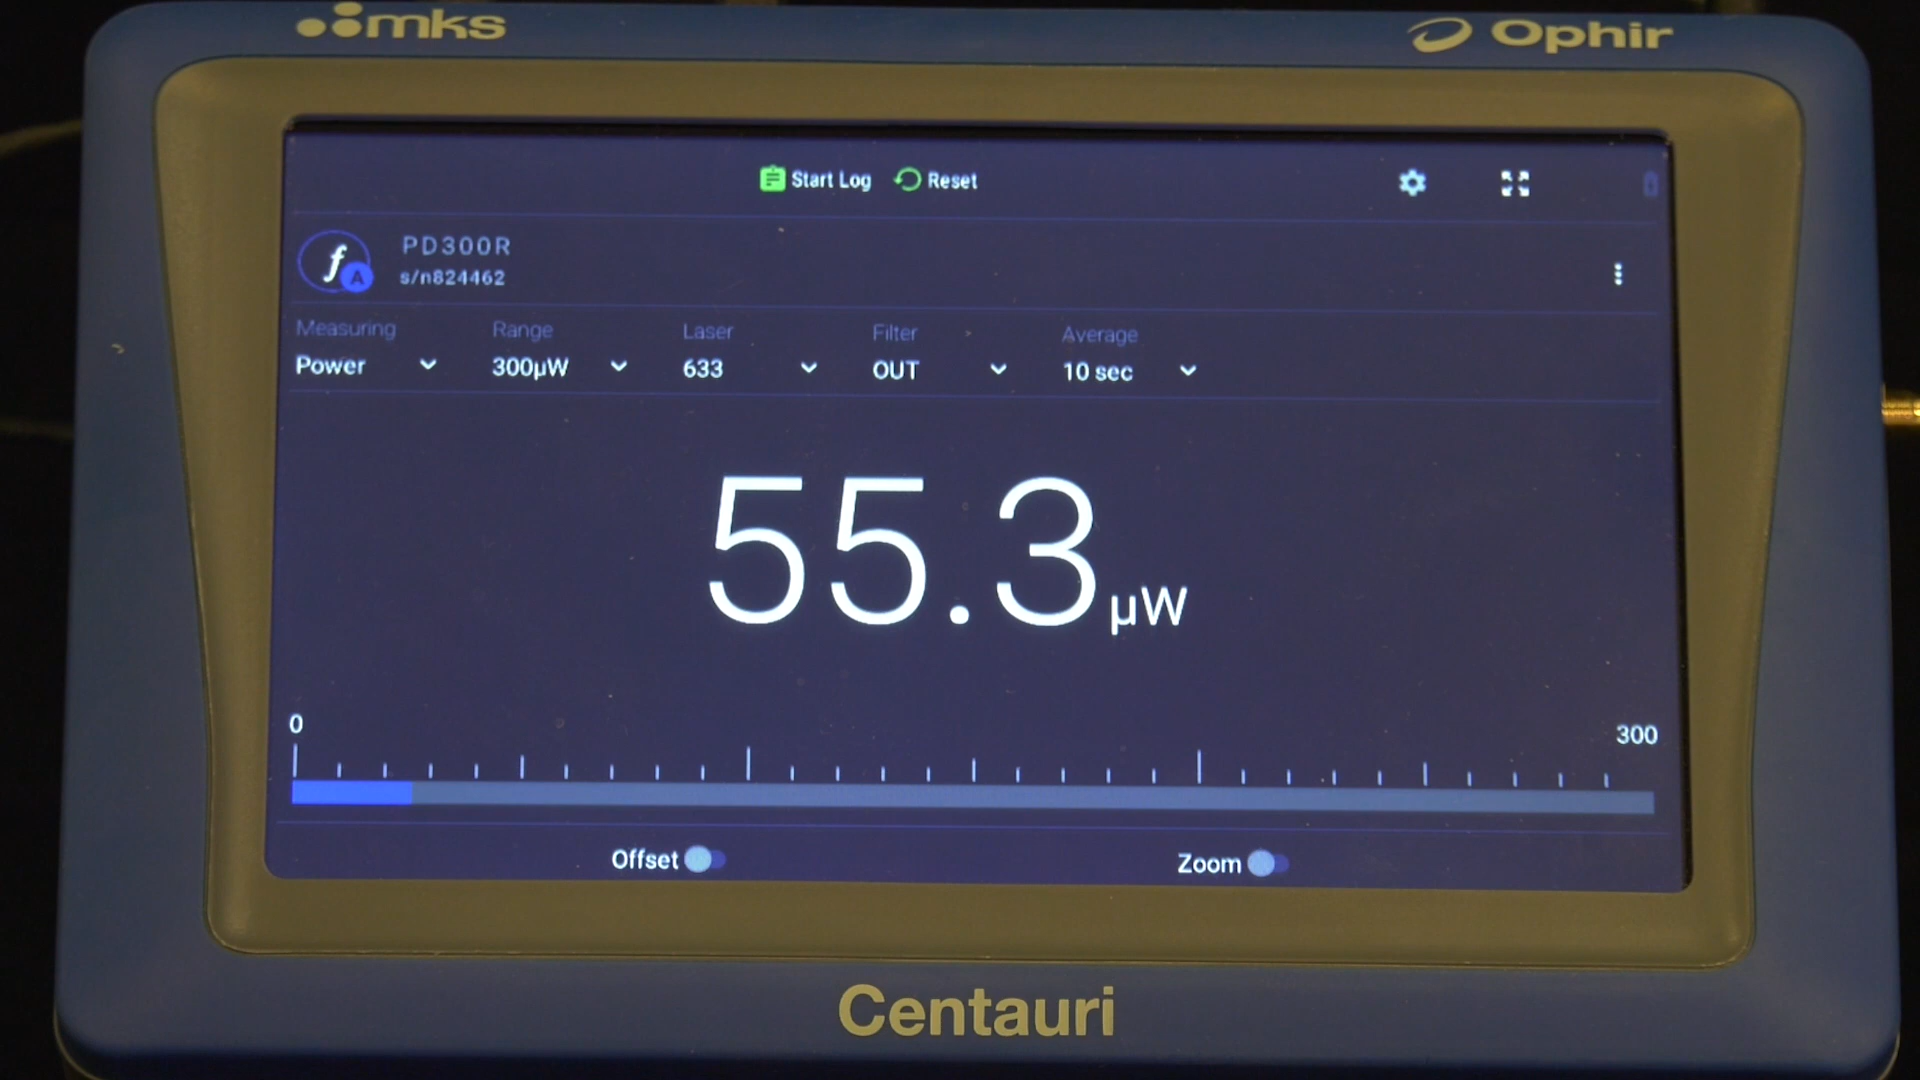 mks Ophir
Start Log Reset
f A PD300R
s/n824462
Measuring Range Laser Filter Average
Power 300µW 633 OUT 10 sec
55.3 µW
0 300
Offset Zoom
Centauri